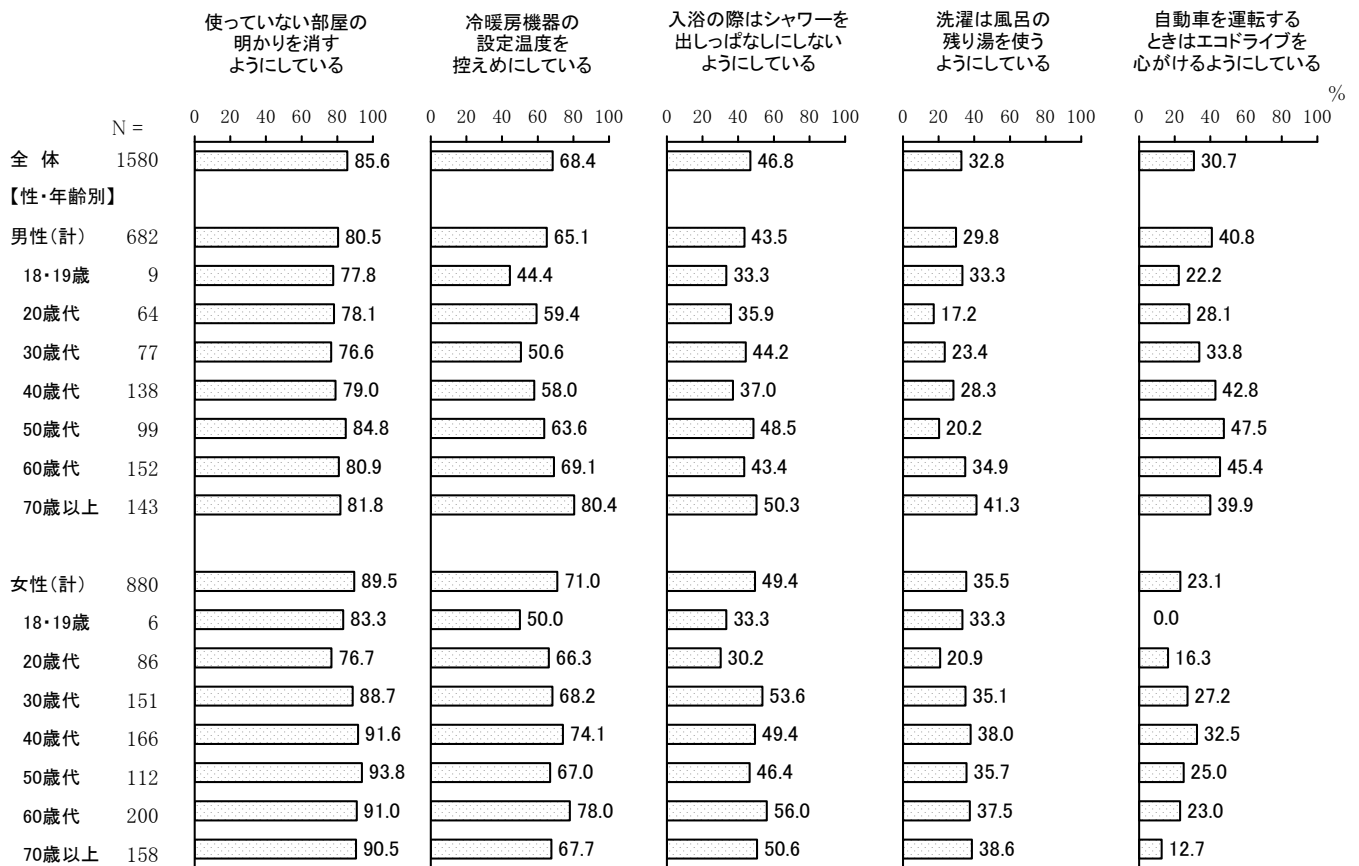 使っていない部屋の
明かりを消す
ようにしている
冷暖房機器の
設定温度を
控えめにしている
入浴の際はシャワーを
出しっぱなしにしない
ようにしている
洗濯は風呂の
残り湯を使う
ようにしている
自動車を運転する
ときはエコドライブを
心がけるようにしている
%
N = 0 20 40 60 80 100 0 20 40 60 80 100 0 20 40 60 80 100 0 20 40 60 80 100 0 20 40 60 80 100
全 体 1580 85.6 68.4 46.8 32.8 30.7
【性・年齢別】
男性(計) 682 80.5 65.1 43.5 29.8 40.8
18・19歳 9 77.8 44.4 33.3 33.3 22.2
20歳代 64 78.1 59.4 35.9 17.2 28.1
30歳代 77 76.6 50.6 44.2 23.4 33.8
40歳代 138 79.0 58.0 37.0 28.3 42.8
50歳代 99 84.8 63.6 48.5 20.2 47.5
60歳代 152 80.9 69.1 43.4 34.9 45.4
70歳以上 143 81.8 80.4 50.3 41.3 39.9
女性(計) 880 89.5 71.0 49.4 35.5 23.1
18・19歳 6 83.3 50.0 33.3 33.3 0.0
20歳代 86 76.7 66.3 30.2 20.9 16.3
30歳代 151 88.7 68.2 53.6 35.1 27.2
40歳代 166 91.6 74.1 49.4 38.0 32.5
50歳代 112 93.8 67.0 46.4 35.7 25.0
60歳代 200 91.0 78.0 56.0 37.5 23.0
70歳以上 158 90.5 67.7 50.6 38.6 12.7